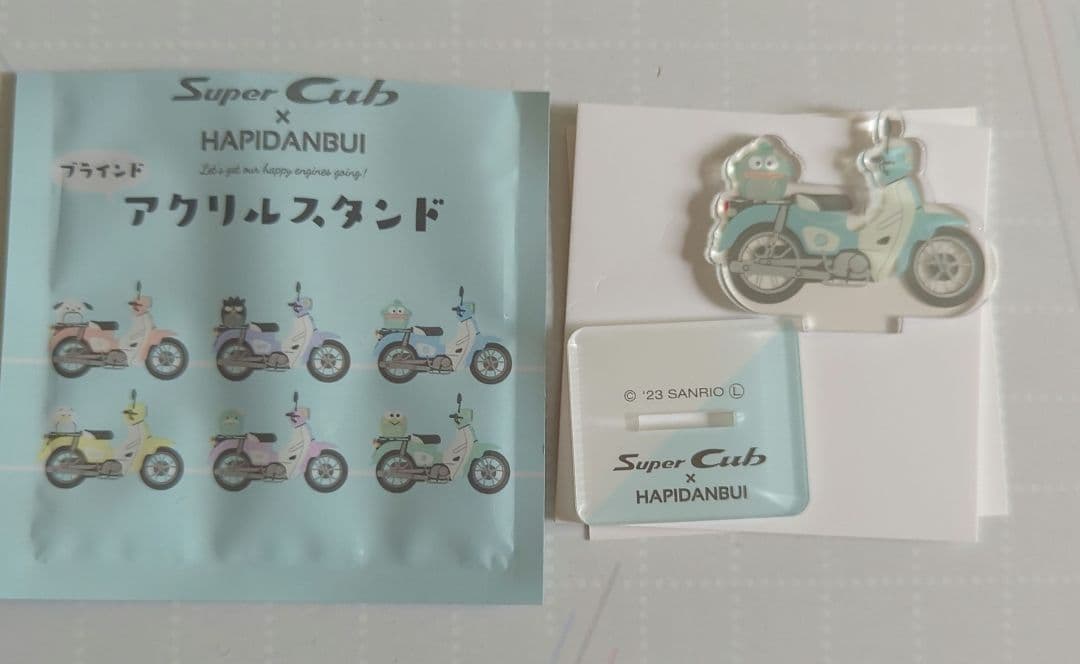 Super Cub
×
HAPIDANBUI
Let's get our happy engines going!
ブラインド
アクリルスタンド
© '23 SANRIO Ⓛ
Super Cub
×
HAPIDANBUI